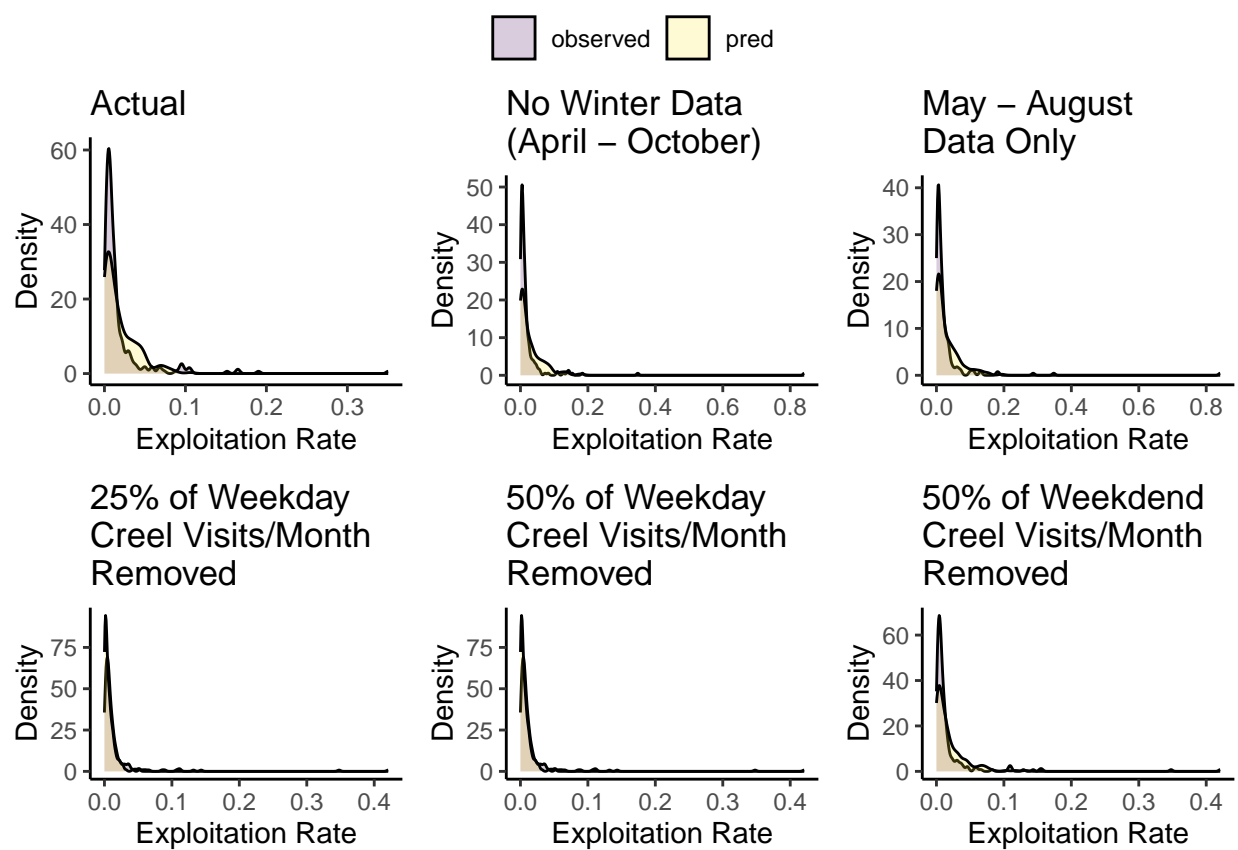 observed pred
Actual
No Winter Data
(April – October)
May – August
Data Only
Density
60
40
20
0
0.0 0.1 0.2 0.3
Exploitation Rate
Density
50
40
30
20
10
0
0.0 0.2 0.4 0.6 0.8
Exploitation Rate
Density
40
30
20
10
0
0.0 0.2 0.4 0.6 0.8
Exploitation Rate
25% of Weekday
Creel Visits/Month
Removed
Density
75
50
25
0
0.0 0.1 0.2 0.3 0.4
Exploitation Rate
50% of Weekday
Creel Visits/Month
Removed
Density
75
50
25
0
0.0 0.1 0.2 0.3 0.4
Exploitation Rate
50% of Weekdend
Creel Visits/Month
Removed
Density
60
40
20
0
0.0 0.1 0.2 0.3 0.4
Exploitation Rate